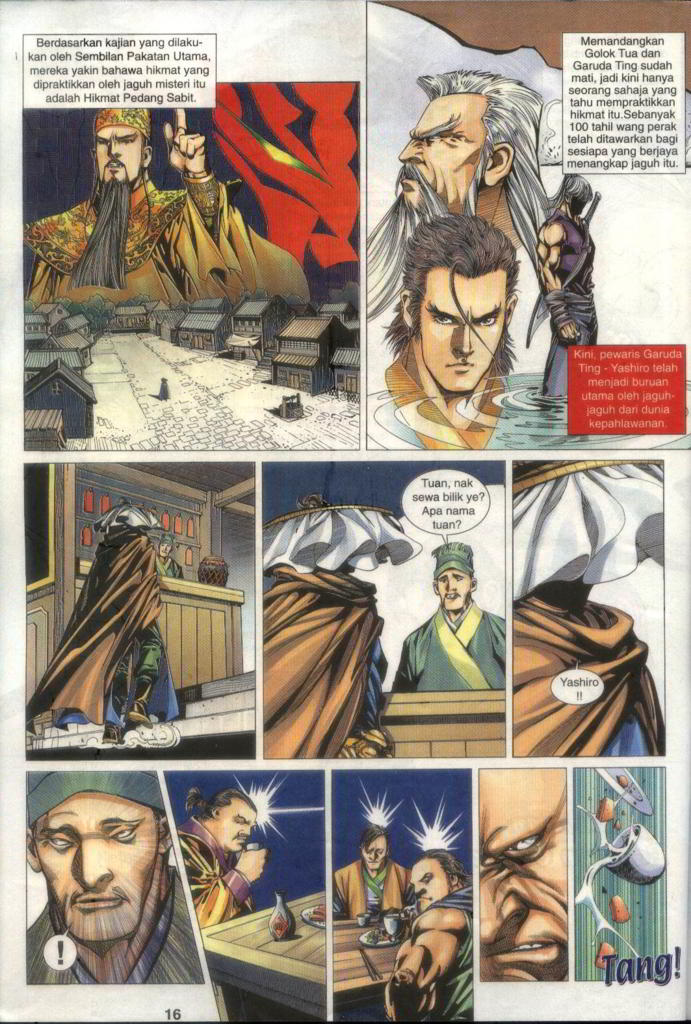 Berdasarkan kajian yang dilaku-
kan oleh Sembilan Pakatan Utama,
mereka yakin bahawa hikmat yang
dipraktikkan oleh jaguh misteri itu
adalah Hikmat Pedang Sabit.
Memandangkan
Golok Tua dan
Garuda Ting sudah
mati, jadi kini hanya
seorang sahaja yang
tahu mempraktikkan
hikmat itu.Sebanyak
100 tahil wang perak
telah ditawarkan bagi
sesiapa yang berjaya
menangkap jaguh itu.
Kini, pewaris Garuda
Ting - Yashiro telah
menjadi buruan
utama oleh jaguh-
jaguh dari dunia
kepahlawanan.
Tuan, nak
sewa bilik ye?
Apa nama
tuan?
Yashiro
!!
!
Tang!
16